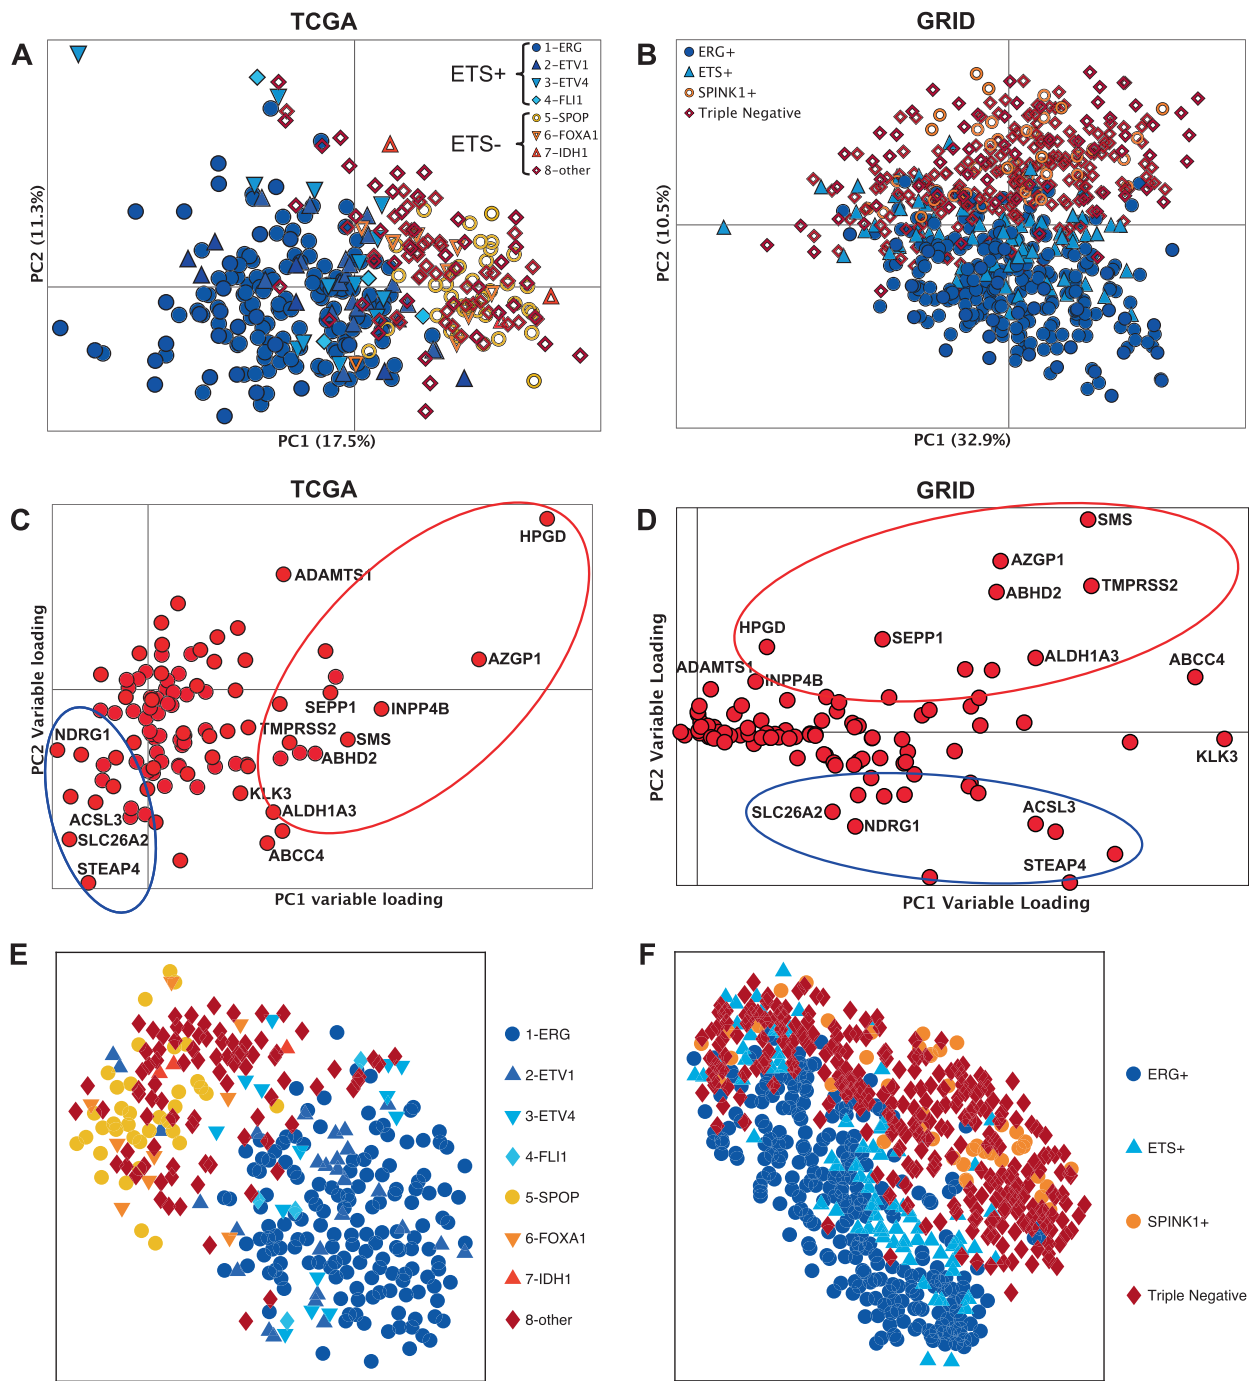 TCGA
A
ETS+
1-ERG
2-ETV1
3-ETV4
4-FLI1
ETS-
5-SPOP
6-FOXA1
7-IDH1
8-other
PC2 (11.3%)
PC1 (17.5%)
GRID
B
ERG+
ETS+
SPINK1+
Triple Negative
PC2 (10.5%)
PC1 (32.9%)
TCGA
C
HPGD
ADAMTS1
AZGP1
SEPP1
INPP4B
TMPRSS2
SMS
ABHD2
NDRG1
KLK3
ALDH1A3
ACSL3
SLC26A2
ABCC4
STEAP4
PC2 Variable loading
PC1 variable loading
GRID
D
SMS
AZGP1
ABHD2
TMPRSS2
HPGD
SEPP1
ALDH1A3
ABCC4
ADAMTS1
INPP4B
KLK3
SLC26A2
NDRG1
ACSL3
STEAP4
PC2 Variable Loading
PC1 Variable Loading
E
1-ERG
2-ETV1
3-ETV4
4-FLI1
5-SPOP
6-FOXA1
7-IDH1
8-other
F
ERG+
ETS+
SPINK1+
Triple Negative